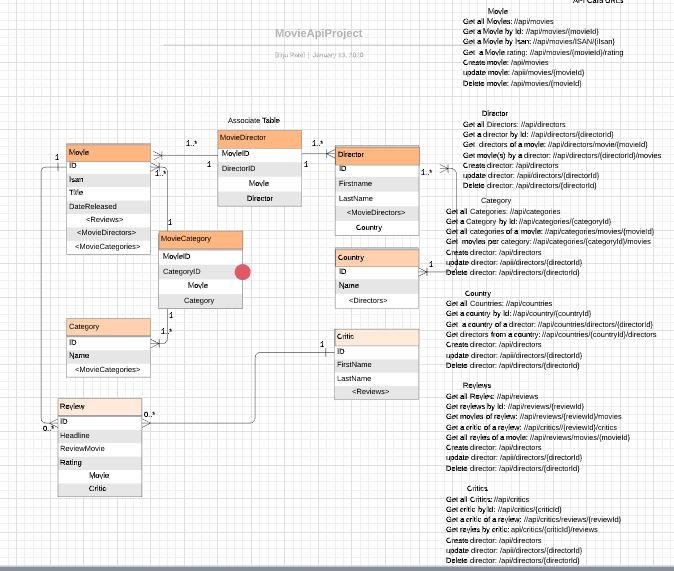 Api Calls URLs
MovieApiProject
Biju Patel | January 13, 2020
Associate Table
Movie
ID
Isan
Title
DateReleased
<Reviews>
<MovieDirectors>
<MovieCategories>
1
1..*
1..*
MovieDirector
MovieID
DirectorID
Movie
Director
1
1
1..*
Director
ID
Firstname
LastName
<MovieDirectors>
Country
1..*
1
MovieCategory
MovieID
CategoryID
Movie
Category
1
1..*
Country
ID
Name
<Directors>
1
Category
ID
Name
<MovieCategories>
Critic
ID
FirstName
LastName
<Reviews>
1
Review
ID
Headline
ReviewMovie
Rating
Movie
Critic
0..*
0..*
Movie
Get all Movies: //api/movies
Get a Movie by Id: //api/movies/{movieId}
Get a Movie by Isan: //api/movies/ISAN/{isan}
Get a Movie rating: //api/movies/{movieId}/rating
Create movie: /api/movies
update movie: /apii/movies/{movieId}
Delete movie: /api/movies/{movieId}
Director
Get all Directors: //api/directors
Get a director by Id: //api/directors/{directorId}
Get directors of a movie: //api/directors/movie/{movieId}
Get movie(s) by a director: //api/directors/{directorId}/movies
Create director: /api/directors
update director: /apii/directors/{directorId}
Delete director: /api/directors/{directorId}
Category
Get all Categories: //api/categories
Get a Category by Id: //api/categories/{categoryId}
Get all categories of a movie: //api/categories/movies/{movieId}
Get movies per category: //api/categories/{categoryId}/movies
Create director: /api/directors
update director: /apii/directors/{directorId}
Delete director: /api/directors/{directorId}
Country
Get all Countries: //api/countries
Get a country by Id: //api/country/{countryId}
Get a country of a director: //api/countries/directors/{directorId}
Get directors from a country: //api/countries/{countryId}/directors
Create director: /api/directors
update director: /apii/directors/{directorId}
Delete director: /api/directors/{directorId}
Reviews
Get all Revies: //api/reviews
Get reviews by Id: //api/reviews/{reviewId}
Get movies of review: //api/reviews/{reviewId}/movies
Get a critic of a review: //api/critics//{reviewId}/critics
Get all revies of a movie: //api/reviews/movies/{movieId}
Create director: /api/directors
update director: /apii/directors/{directorId}
Delete director: /api/directors/{directorId}
Critics
Get all Critics: //api/critics
Get critic by Id: //api/critics/{criticId}
Get a critic of a review: //api/critics/reviews/{reviewId}
Get revies by critic: api/critics/{criticId}/reviews
Create director: /api/directors
update director: /apii/directors/{directorId}
Delete director: /api/directors/{directorId}